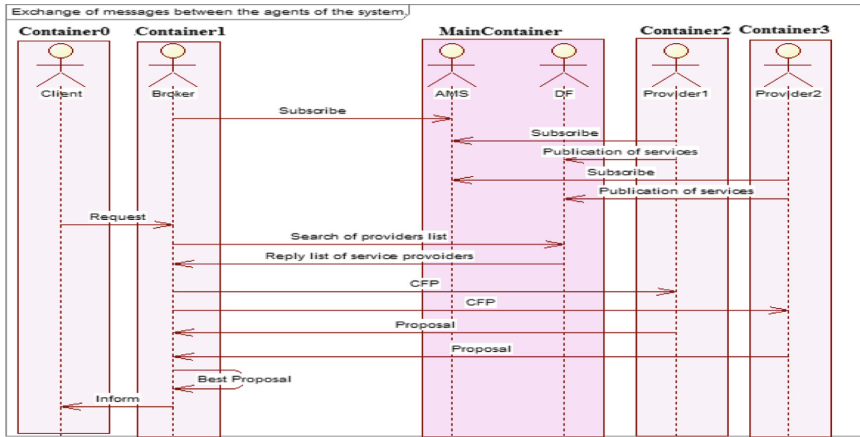 Exchange of messages between the agents of the system.
Container0 Container1 MainContainer Container2 Container3
Client Broker AMS DF Provider1 Provider2
Subscribe
Subscribe
Publication of services
Subscribe
Publication of services
Request
Search of providers list
Reply list of service provoiders
CFP
CFP
Proposal
Proposal
Best Proposal
Inform